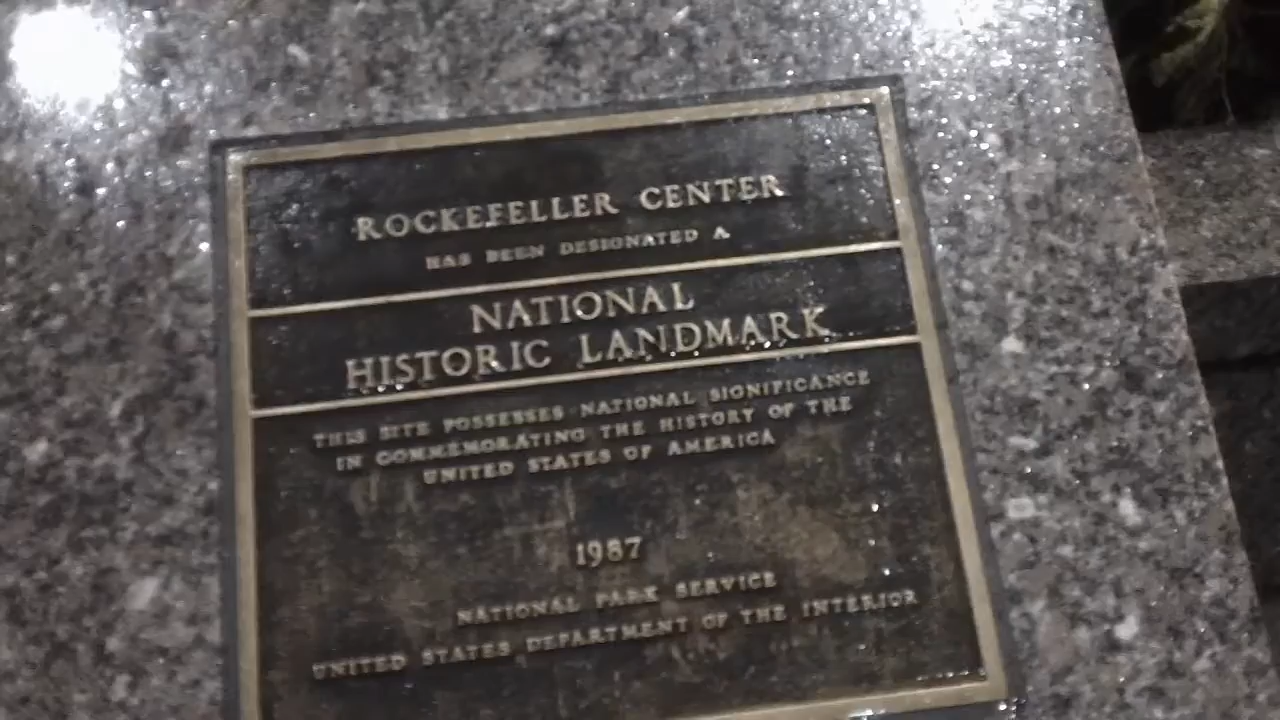 ROCKEFELLER CENTER
HAS BEEN DESIGNATED A
NATIONAL
HISTORIC LANDMARK
THIS SITE POSSESSES NATIONAL SIGNIFICANCE
IN COMMEMORATING THE HISTORY OF THE
UNITED STATES OF AMERICA
1987
NATIONAL PARK SERVICE
UNITED STATES DEPARTMENT OF THE INTERIOR